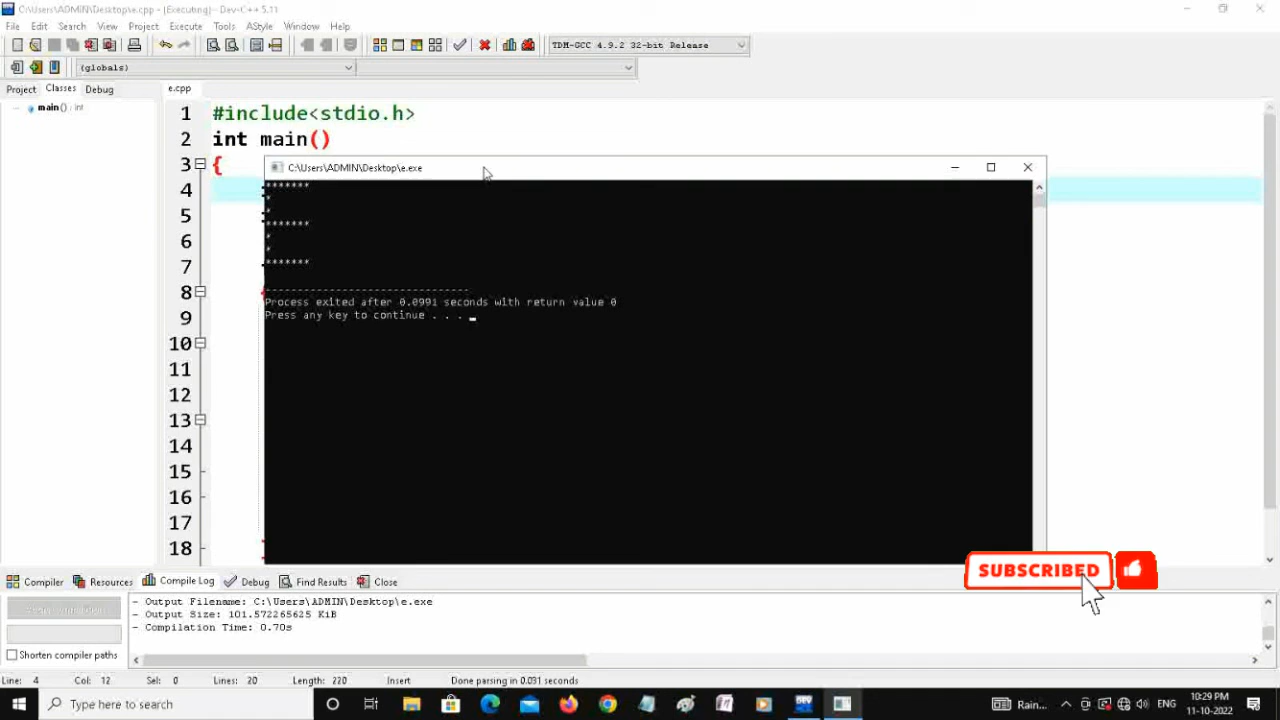 C:\Users\ADMIN\Desktop\e.cpp - [Executing] - Dev-C++ 5.11
File Edit Search View Project Execute Tools AStyle Window Help
TDM-GCC 4.9.2 32-bit Release
(globals)
Project Classes Debug
e.cpp
main() : int
1 #include<stdio.h>
2 int main()
3 {
4
5
6
7
8
9
10
11
12
13
14
15
16
17
18
C:\Users\ADMIN\Desktop\e.exe
*******
*
*
*******
*
*
*******
--------------------------------
Process exited after 0.0991 seconds with return value 0
Press any key to continue . . .
SUBSCRIBED
Compiler Resources Compile Log Debug Find Results Close
- Output Filename: C:\Users\ADMIN\Desktop\e.exe
- Output Size: 101.572265625 KiB
- Compilation Time: 0.70s
Shorten compiler paths
Line: 4 Col: 12 Sel: 0 Lines: 20 Length: 220 Insert Done parsing in 0.031 seconds
Type here to search
Rain...
ENG
10:29 PM
11-10-2022